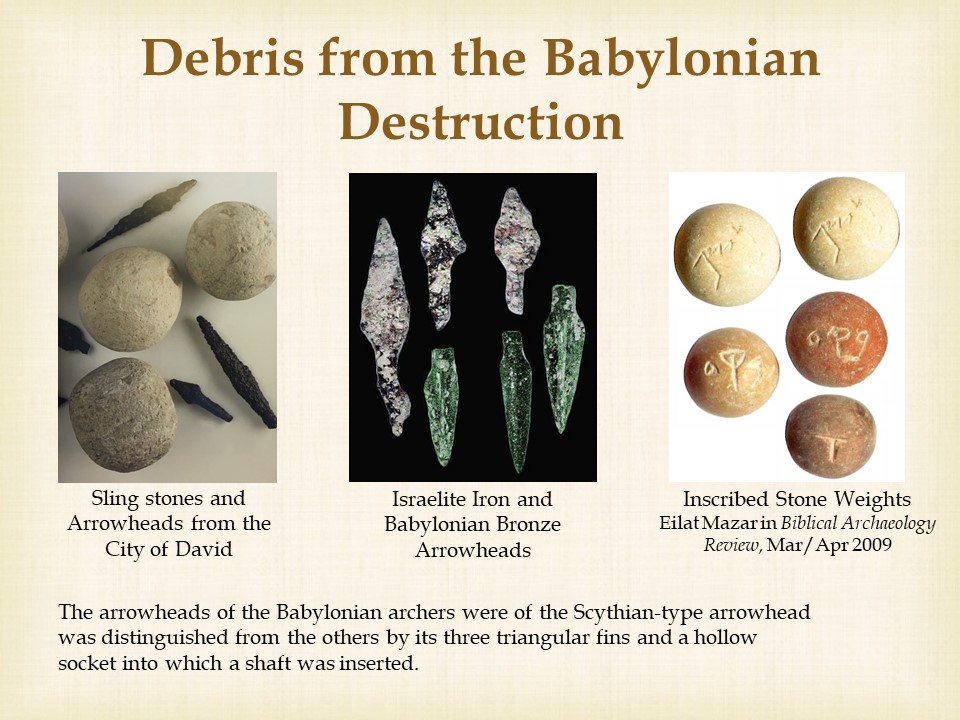 Debris from the Babylonian
Destruction
Sling stones and
Arrowheads from the
City of David
Israelite Iron and
Babylonian Bronze
Arrowheads
Inscribed Stone Weights
Eilat Mazar in Biblical Archaeology
Review, Mar/Apr 2009
The arrowheads of the Babylonian archers were of the Scythian-type arrowhead
was distinguished from the others by its three triangular fins and a hollow
socket into which a shaft was inserted.